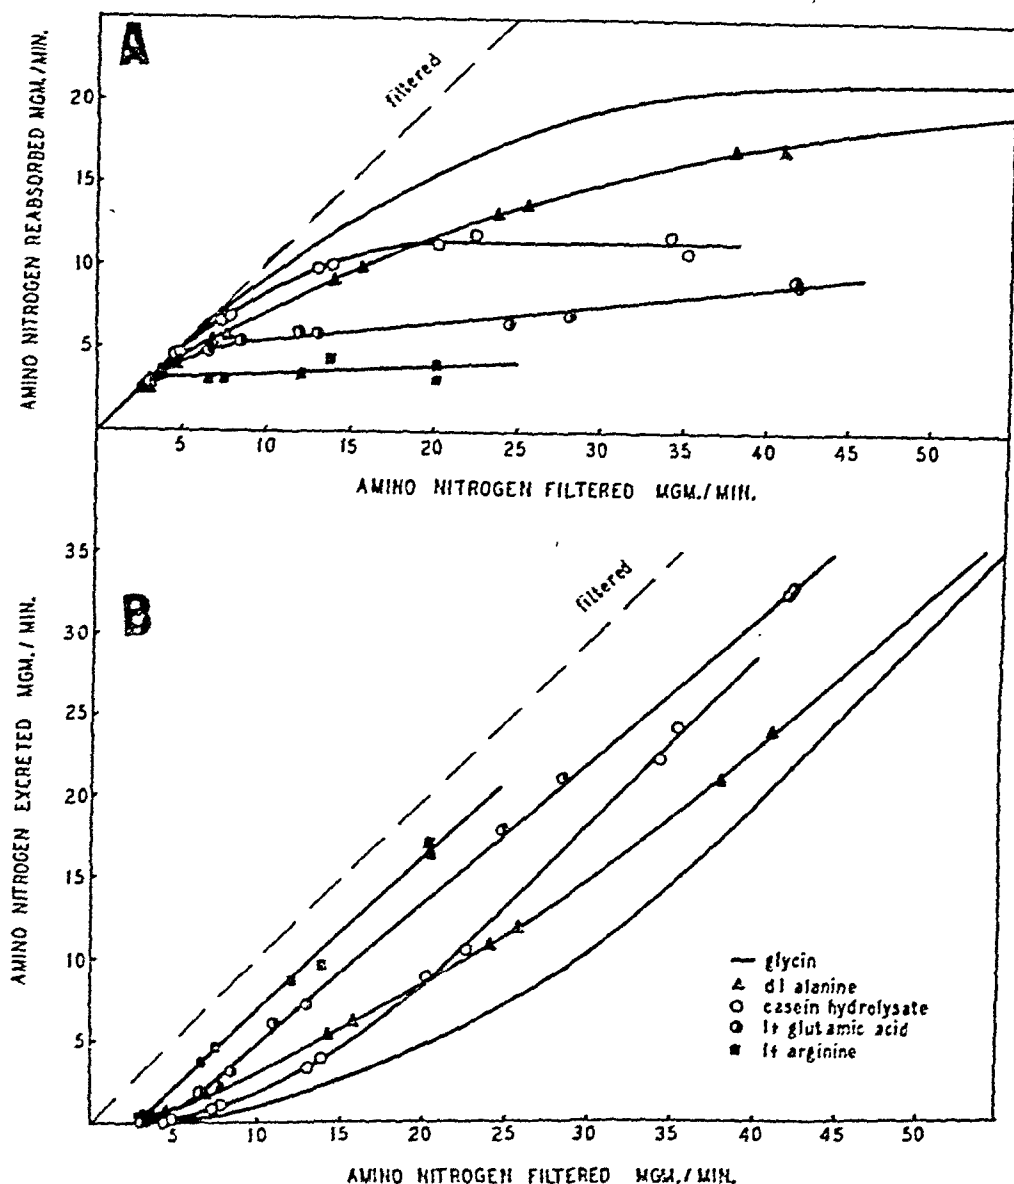 A
AMINO NITROGEN REABSORBED MGM./MIN.
filtered
20
15
10
5
5 10 15 20 25 30 35 40 45 50
AMINO NITROGEN FILTERED MGM./MIN.
B
AMINO NITROGEN EXCRETED MGM./MIN.
filtered
35
30
25
20
15
10
5
glycin
dl alanine
casein hydrolysate
l+ glutamic acid
l+ arginine
5 10 15 20 25 30 35 40 45 50
AMINO NITROGEN FILTERED MGM./MIN.